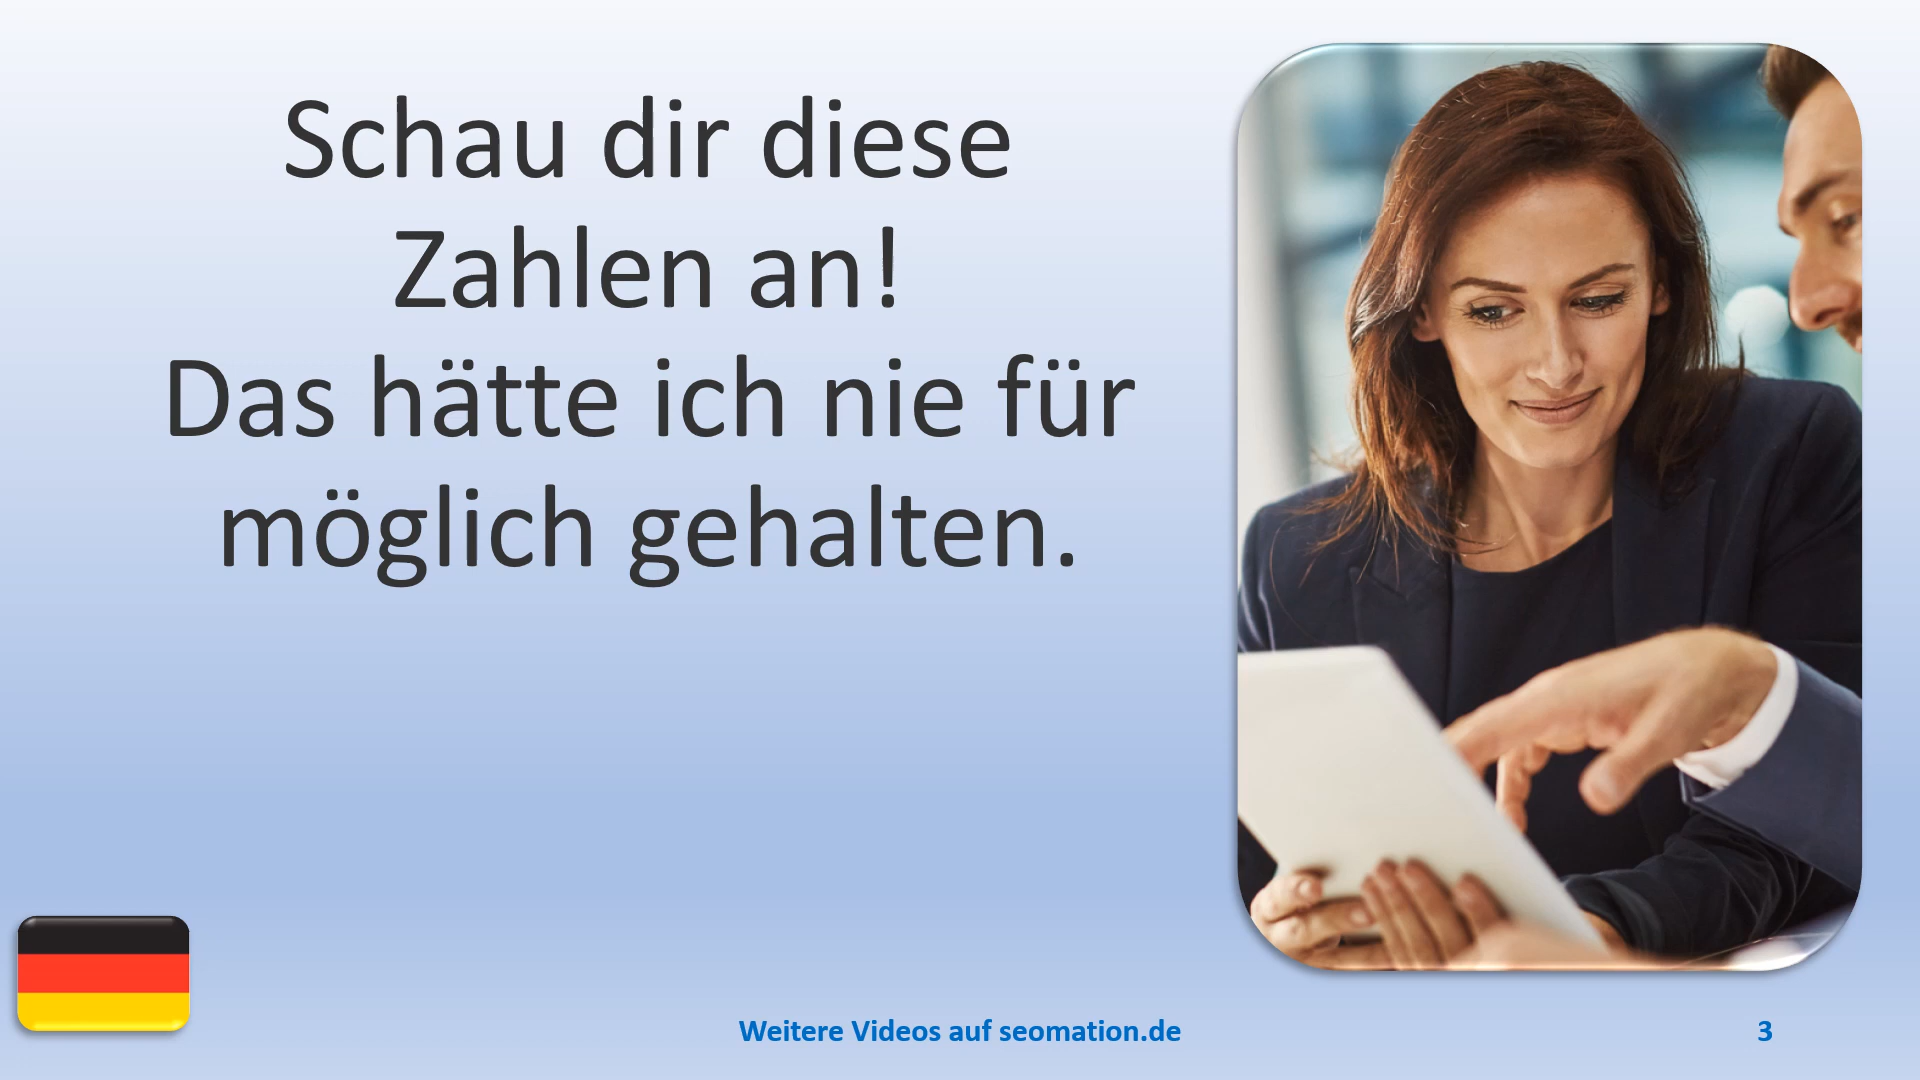 Schau dir diese
Zahlen an!
Das hätte ich nie für
möglich gehalten.
Weitere Videos auf seomation.de
3